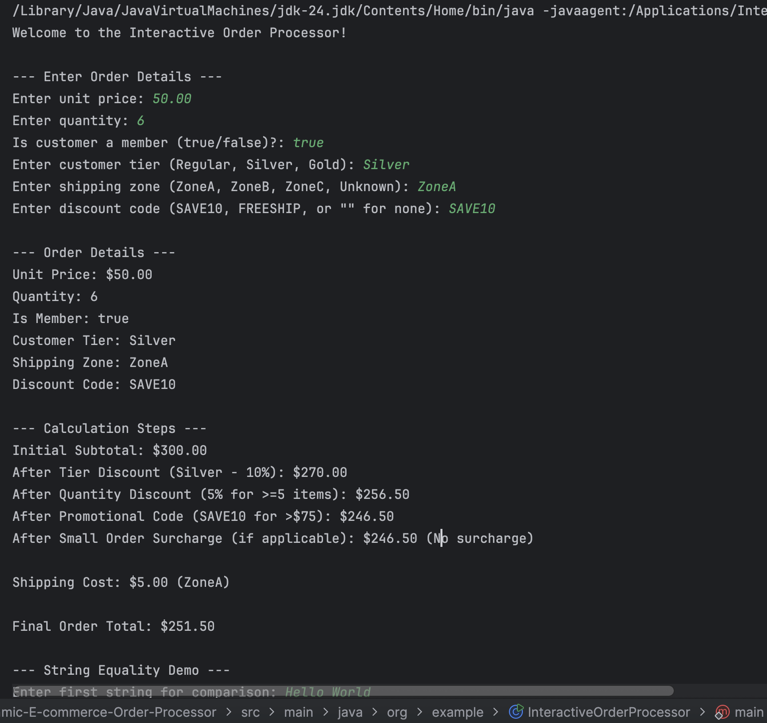 /Library/Java/JavaVirtualMachines/jdk-24.jdk/Contents/Home/bin/java -javaagent:/Applications/Inte
Welcome to the Interactive Order Processor!
--- Enter Order Details ---
Enter unit price: 50.00
Enter quantity: 6
Is customer a member (true/false)?: true
Enter customer tier (Regular, Silver, Gold): Silver
Enter shipping zone (ZoneA, ZoneB, ZoneC, Unknown): ZoneA
Enter discount code (SAVE10, FREESHIP, or "" for none): SAVE10
--- Order Details ---
Unit Price: $50.00
Quantity: 6
Is Member: true
Customer Tier: Silver
Shipping Zone: ZoneA
Discount Code: SAVE10
--- Calculation Steps ---
Initial Subtotal: $300.00
After Tier Discount (Silver - 10%): $270.00
After Quantity Discount (5% for >=5 items): $256.50
After Promotional Code (SAVE10 for >$75): $246.50
After Small Order Surcharge (if applicable): $246.50 (No surcharge)
Shipping Cost: $5.00 (ZoneA)
Final Order Total: $251.50
--- String Equality Demo ---
Enter first string for comparison: Hello World
mic-E-commerce-Order-Processor > src > main > java > org > example > InteractiveOrderProcessor > main